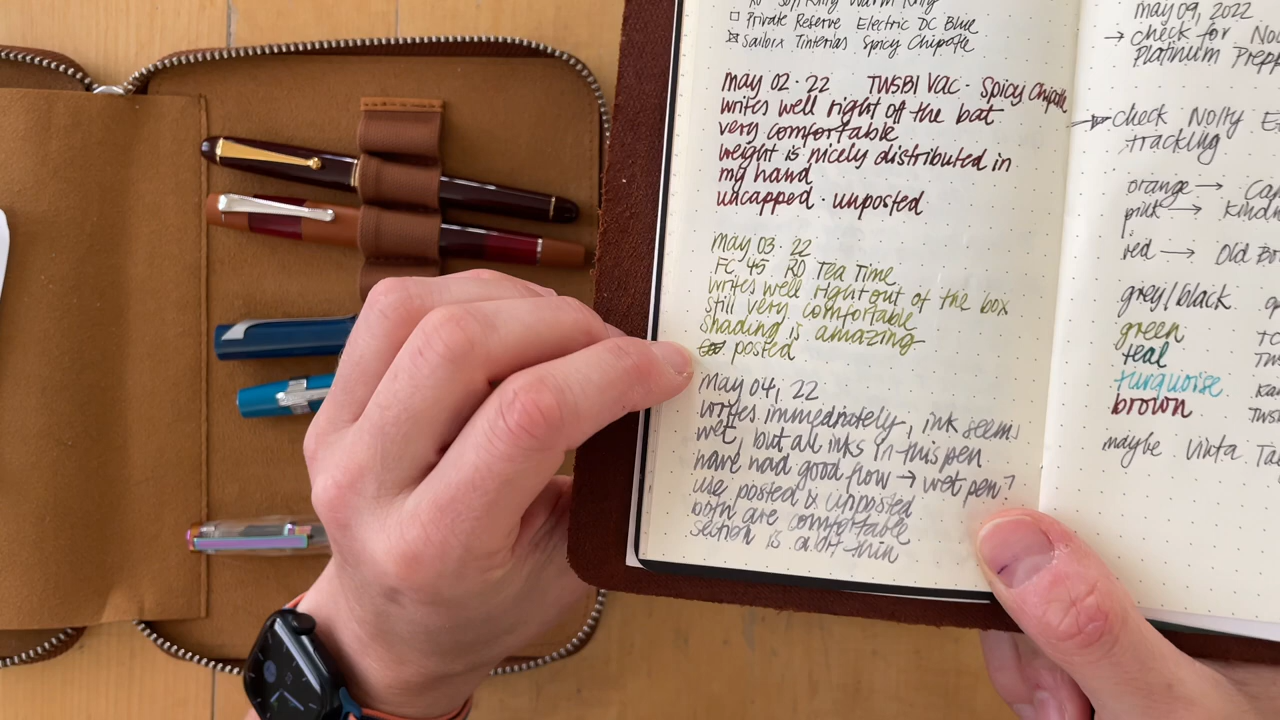 Private Reserve Electric DC Blue
Sailor Tinterias Spicy Chipotle
may 02 · 22 TWSBI VAC - Spicy Chipotle
writes well right off the bat
very comfortable
weight is nicely distributed in
my hand
uncapped · unposted
may 03 · 22
FC 45 RO Tea Time
writes well right out of the box
still very comfortable
shading is amazing
posted
May 04, 22
writes immediately, ink seems
wet, but all inks in this pen
have had good flow → wet pen?
use posted & unposted
both are comfortable
section is a bit thin
may 09, 2022
→ check for
Platinum
check Nolty
tracking
orange →
pink →
red → Old
grey/black
green
teal
turquoise
brown
maybe Vinta